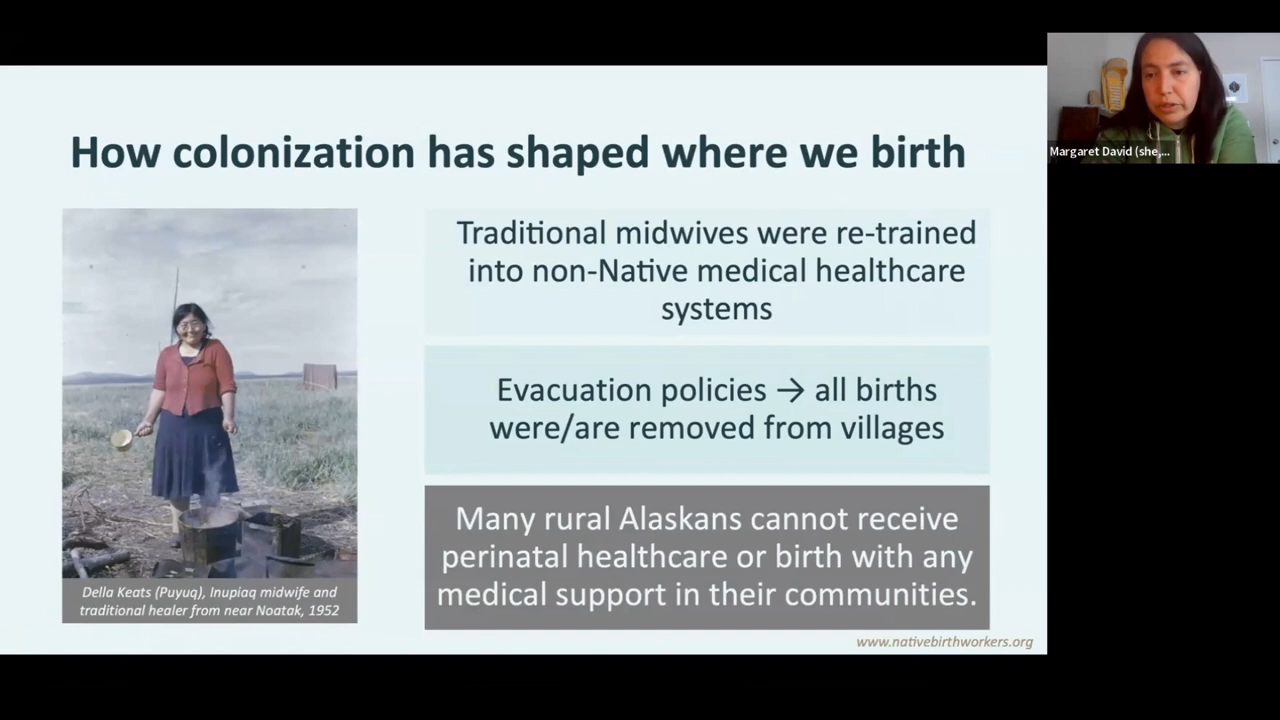 How colonization has shaped where we birth
Traditional midwives were re-trained
into non-Native medical healthcare
systems
Evacuation policies → all births
were/are removed from villages
Many rural Alaskans cannot receive
perinatal healthcare or birth with any
medical support in their communities.
Della Keats (Puyuq), Inupiaq midwife and
traditional healer from near Noatak, 1952
www.nativebirthworkers.org
Margaret David (she,...